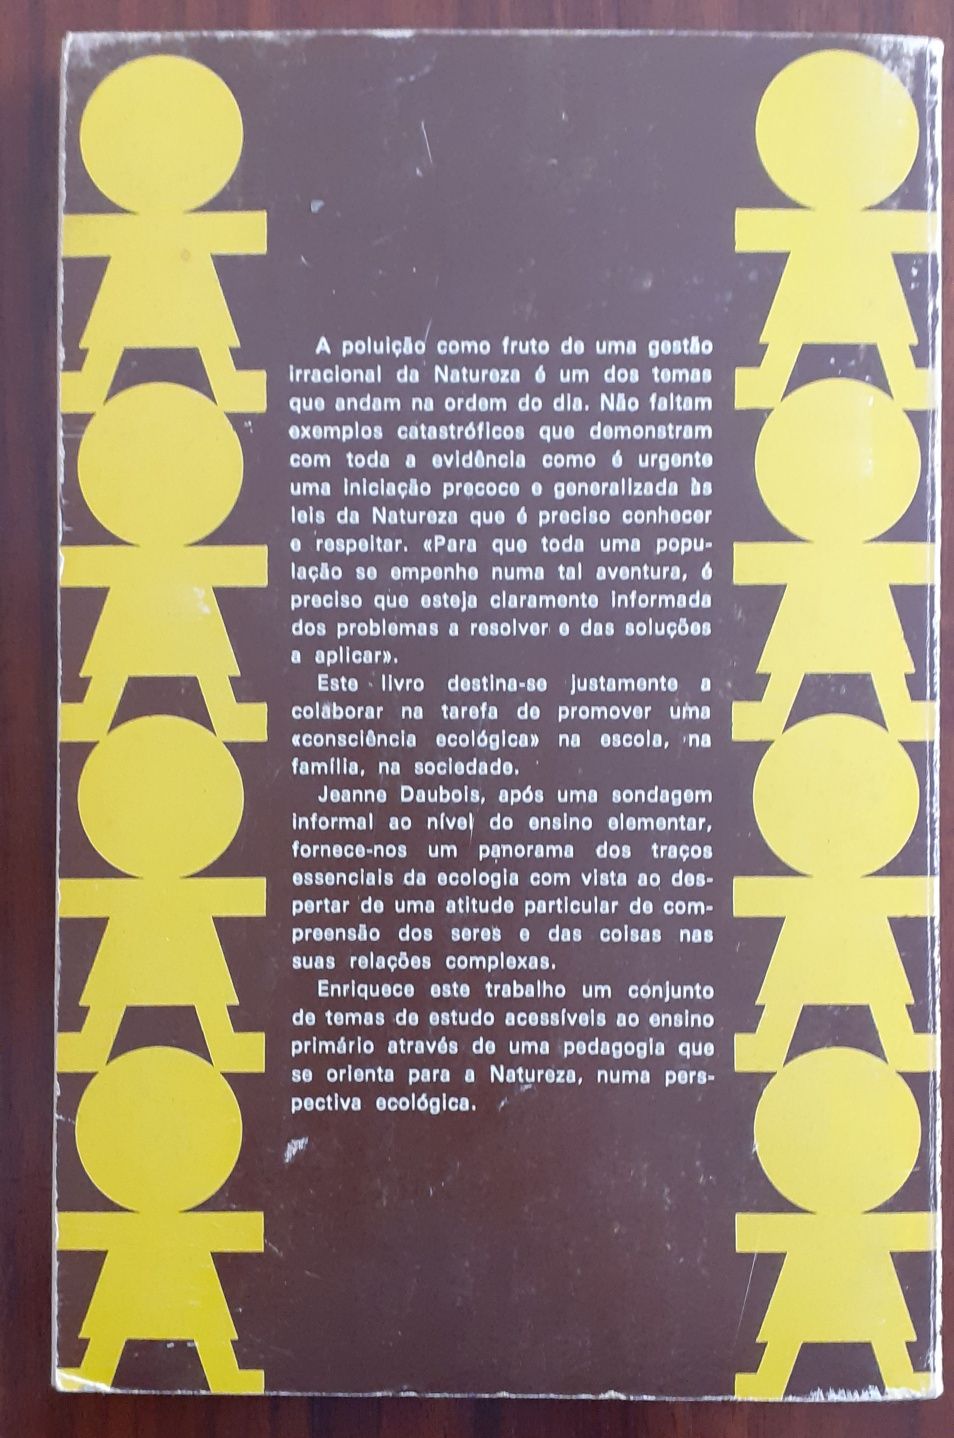 A poluição como fruto de uma gestão
irracional da Natureza é um dos temas
que andam na ordem do dia. Não faltam
exemplos catastróficos que demonstram
com toda a evidência como é urgente
uma iniciação precoce e generalizada às
leis da Natureza que é preciso conhecer
e respeitar. «Para que toda uma popu-
lação se empenhe numa tal aventura, é
preciso que esteja claramente informada
dos problemas a resolver e das soluções
a aplicar».
Este livro destina-se justamente a
colaborar na tarefa de promover uma
«consciência ecológica» na escola, na
família, na sociedade.
Jeanne Daubois, após uma sondagem
informal ao nível do ensino elementar,
fornece-nos um panorama dos traços
essenciais da ecologia com vista ao des-
pertar de uma atitude particular de com-
preensão dos seres e das coisas nas
suas relações complexas.
Enriquece este trabalho um conjunto
de temas de estudo acessíveis ao ensino
primário através de uma pedagogia que
se orienta para a Natureza, numa pers-
pectiva ecológica.